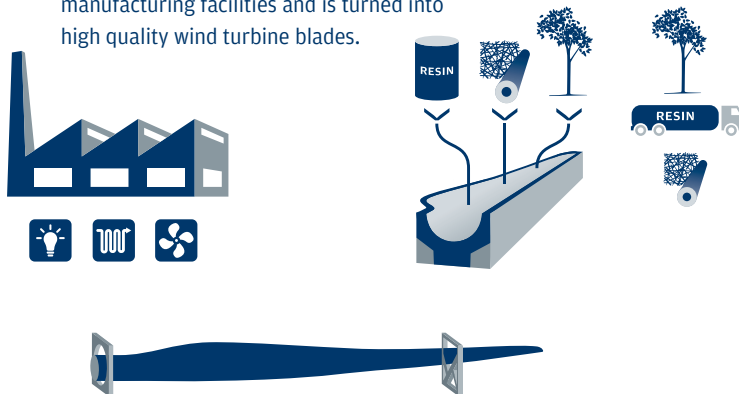 manufacturing facilities and is turned into
high quality wind turbine blades.
RESIN
RESIN